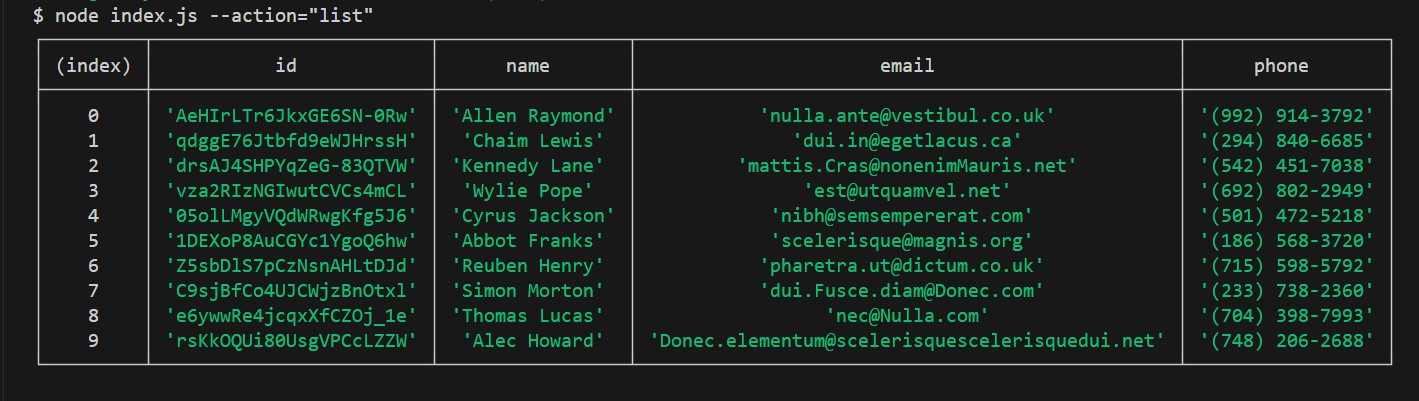 $ node index.js --action="list"
(index) id name email phone
0 'AeHIrLTr6JkxGE6SN-0Rw' 'Allen Raymond' 'nulla.ante@vestibul.co.uk' '(992) 914-3792'
1 'qdggE76Jtbfd9eWJHrssH' 'Chaim Lewis' 'dui.in@egetlacus.ca' '(294) 840-6685'
2 'drsAJ4SHPYqZeG-83QTVW' 'Kennedy Lane' 'mattis.Cras@nonenimMauris.net' '(542) 451-7038'
3 'vza2RIzNGIwutCVCs4mCL' 'Wylie Pope' 'est@utquamvel.net' '(692) 802-2949'
4 '05olLMgyVQdWRwgKfg5J6' 'Cyrus Jackson' 'nibh@semsempererat.com' '(501) 472-5218'
5 '1DEXoP8AuCGYc1YgoQ6hw' 'Abbot Franks' 'scelerisque@magnis.org' '(186) 568-3720'
6 'Z5sbDlS7pCzNsnAHLtDJd' 'Reuben Henry' 'pharetra.ut@dictum.co.uk' '(715) 598-5792'
7 'C9sjBfCo4UJCWjzBnOtxl' 'Simon Morton' 'dui.Fusce.diam@Donec.com' '(233) 738-2360'
8 'e6ywwRe4jcqxXfCZOj_1e' 'Thomas Lucas' 'nec@Nulla.com' '(704) 398-7993'
9 'rsKkOQUi80UsgVPCcLZZW' 'Alec Howard' 'Donec.elementum@scelerisquescelerisquedui.net' '(748) 206-2688'